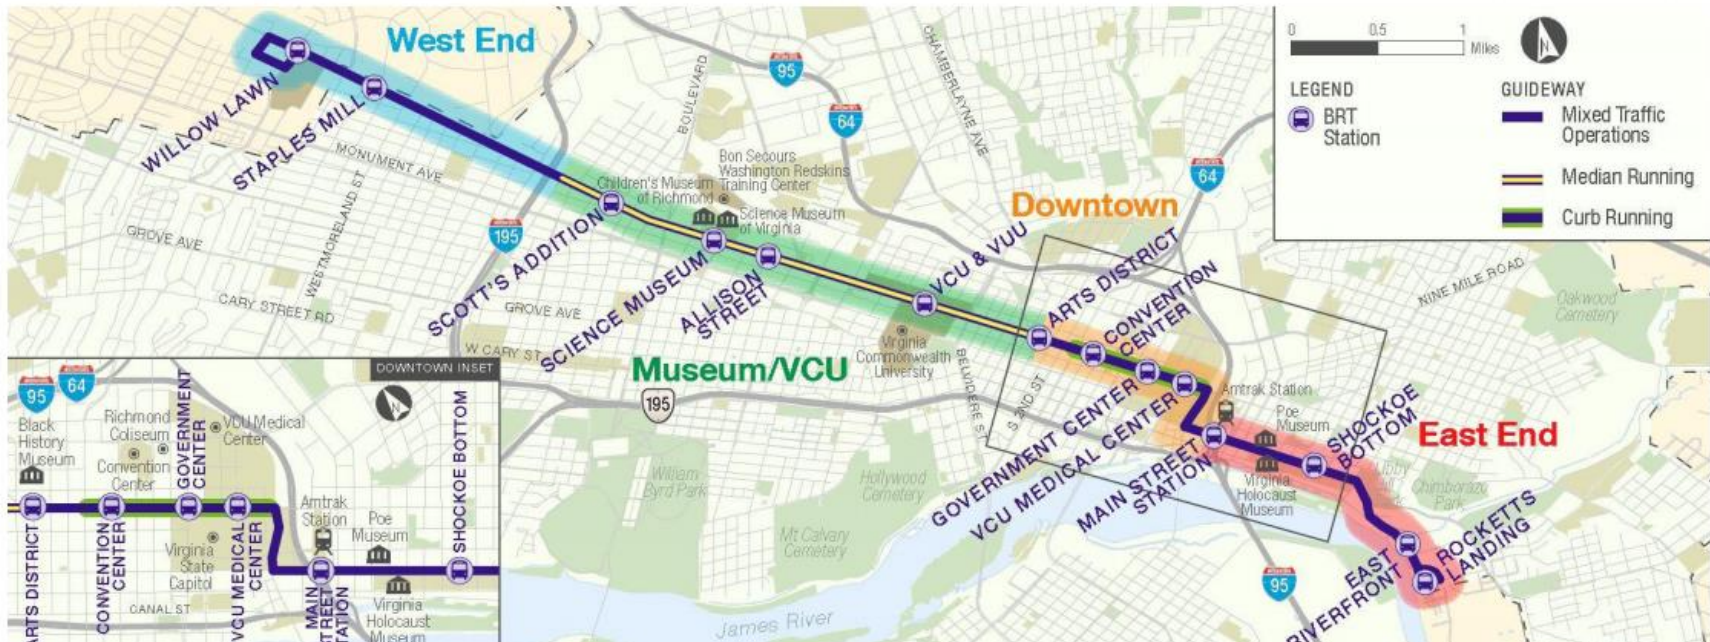 West End
Downtown
Museum/VCU
East End
0
0.5
1
Miles
N
LEGEND
BRT
Station
GUIDEWAY
Mixed Traffic
Operations
Median Running
Curb Running
WILLOW LAWN
STAPLES MILL
SCOTT'S ADDITION
SCIENCE MUSEUM
ALLISON
STREET
VCU & VUU
ARTS DISTRICT
CONVENTION
CENTER
GOVERNMENT CENTER
VCU MEDICAL CENTER
MAIN STREET
STATION
SHOCKOE
BOTTOM
EAST
RIVERFRONT
ROCKETTS
LANDING
MONUMENT AVE
WESTMORELAND ST
GROVE AVE
CARY STREET RD
GROVE AVE
W CARY ST
BOULEVARD
CHAMBERLAYNE AVE
BELVIDERE ST
S 2ND ST
NINE MILE ROAD
95
64
64
195
195
95
Bon Secours
Washington Redskins
Training Center
Children's Museum
of Richmond
Science Museum
of Virginia
Virginia
Commonwealth
University
Amtrak Station
Poe
Museum
Virginia
Holocaust
Museum
Libby
Hill
Chimborazo
Park
Oakwood
Cemetery
William
Byrd Park
Hollywood
Cemetery
Mt Calvary
Cemetery
James River
DOWNTOWN INSET
N
95
64
Black
History
Museum
Richmond
Coliseum
Convention
Center
GOVERNMENT
CENTER
VCU Medical
Center
Amtrak
Station
Poe
Museum
SHOCKOE BOTTOM
ARTS DISTRICT
CONVENTION
CENTER
Virginia
State
Capitol
VCU MEDICAL
CENTER
MAIN
STREET
STATION
Virginia
Holocaust
Museum
CANAL ST